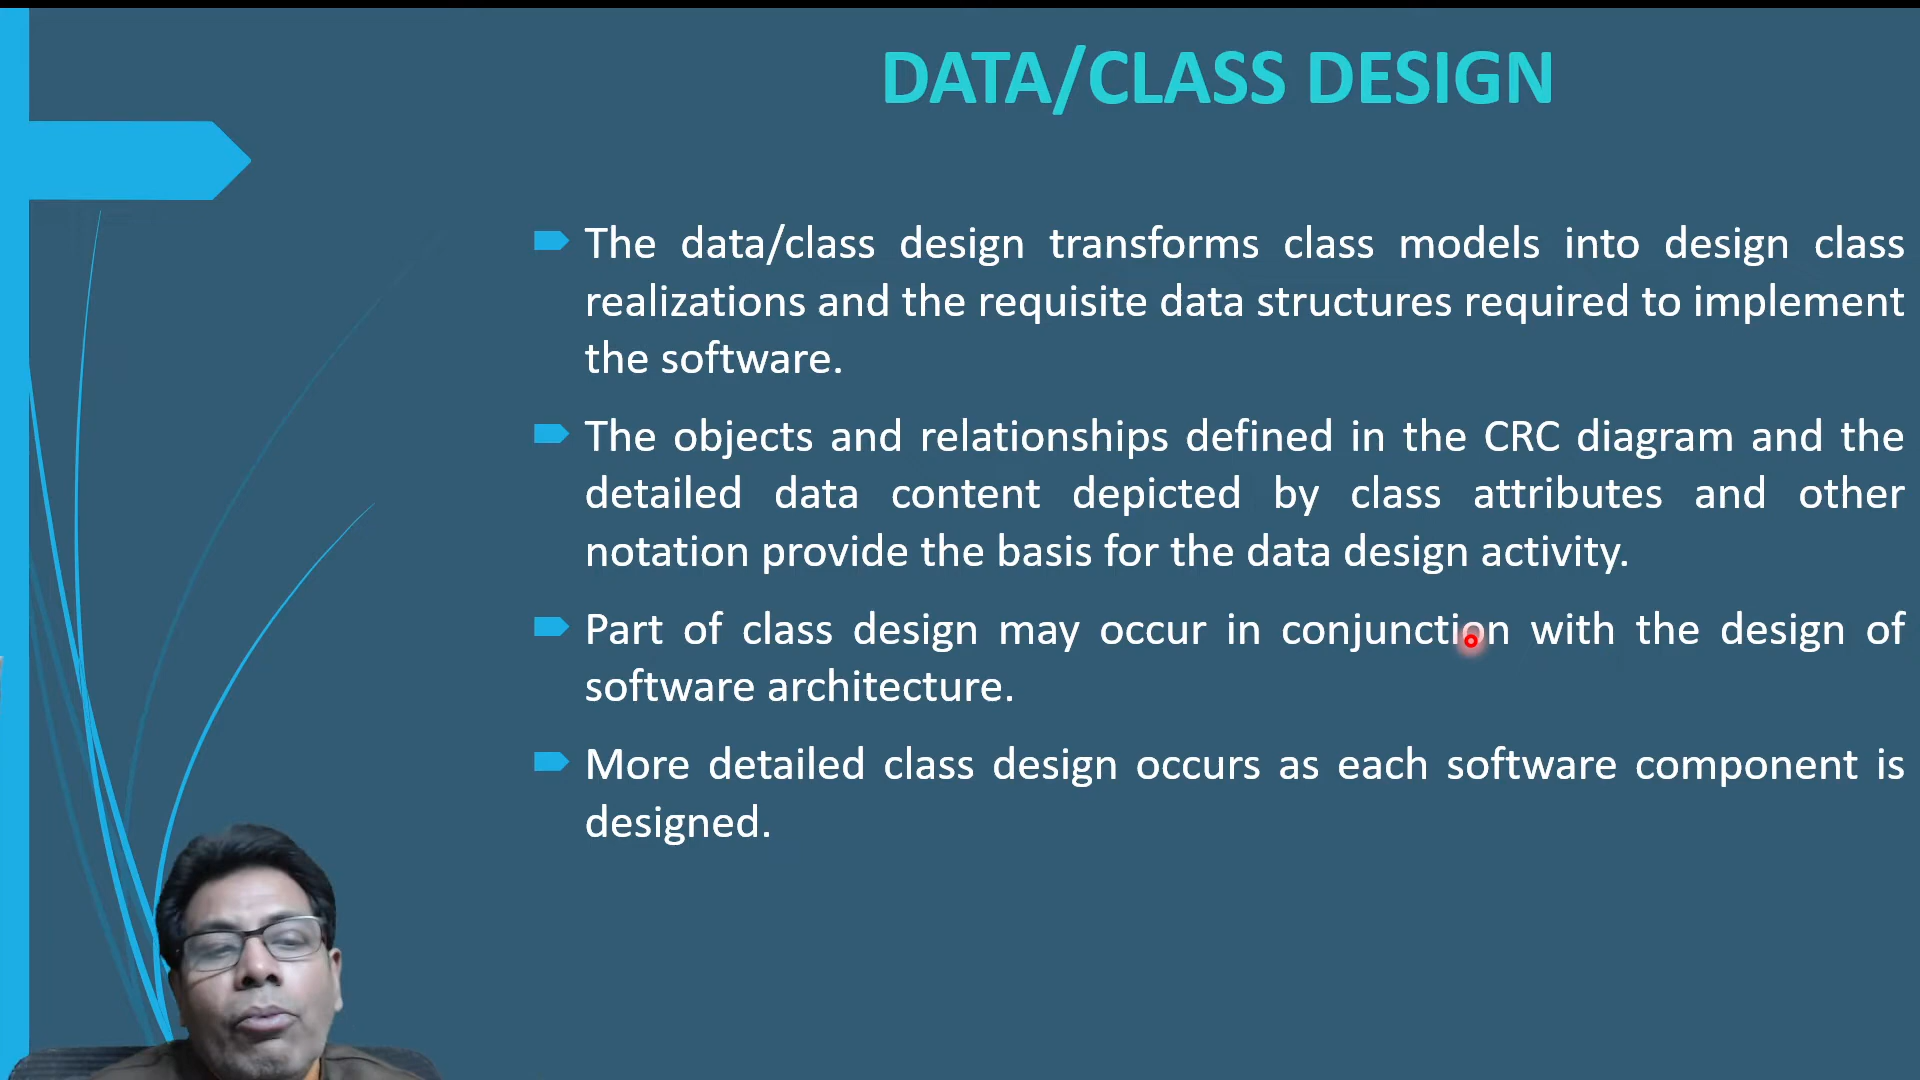 DATA/CLASS DESIGN
The data/class design transforms class models into design class
realizations and the requisite data structures required to implement
the software.
The objects and relationships defined in the CRC diagram and the
detailed data content depicted by class attributes and other
notation provide the basis for the data design activity.
Part of class design may occur in conjunction with the design of
software architecture.
More detailed class design occurs as each software component is
designed.